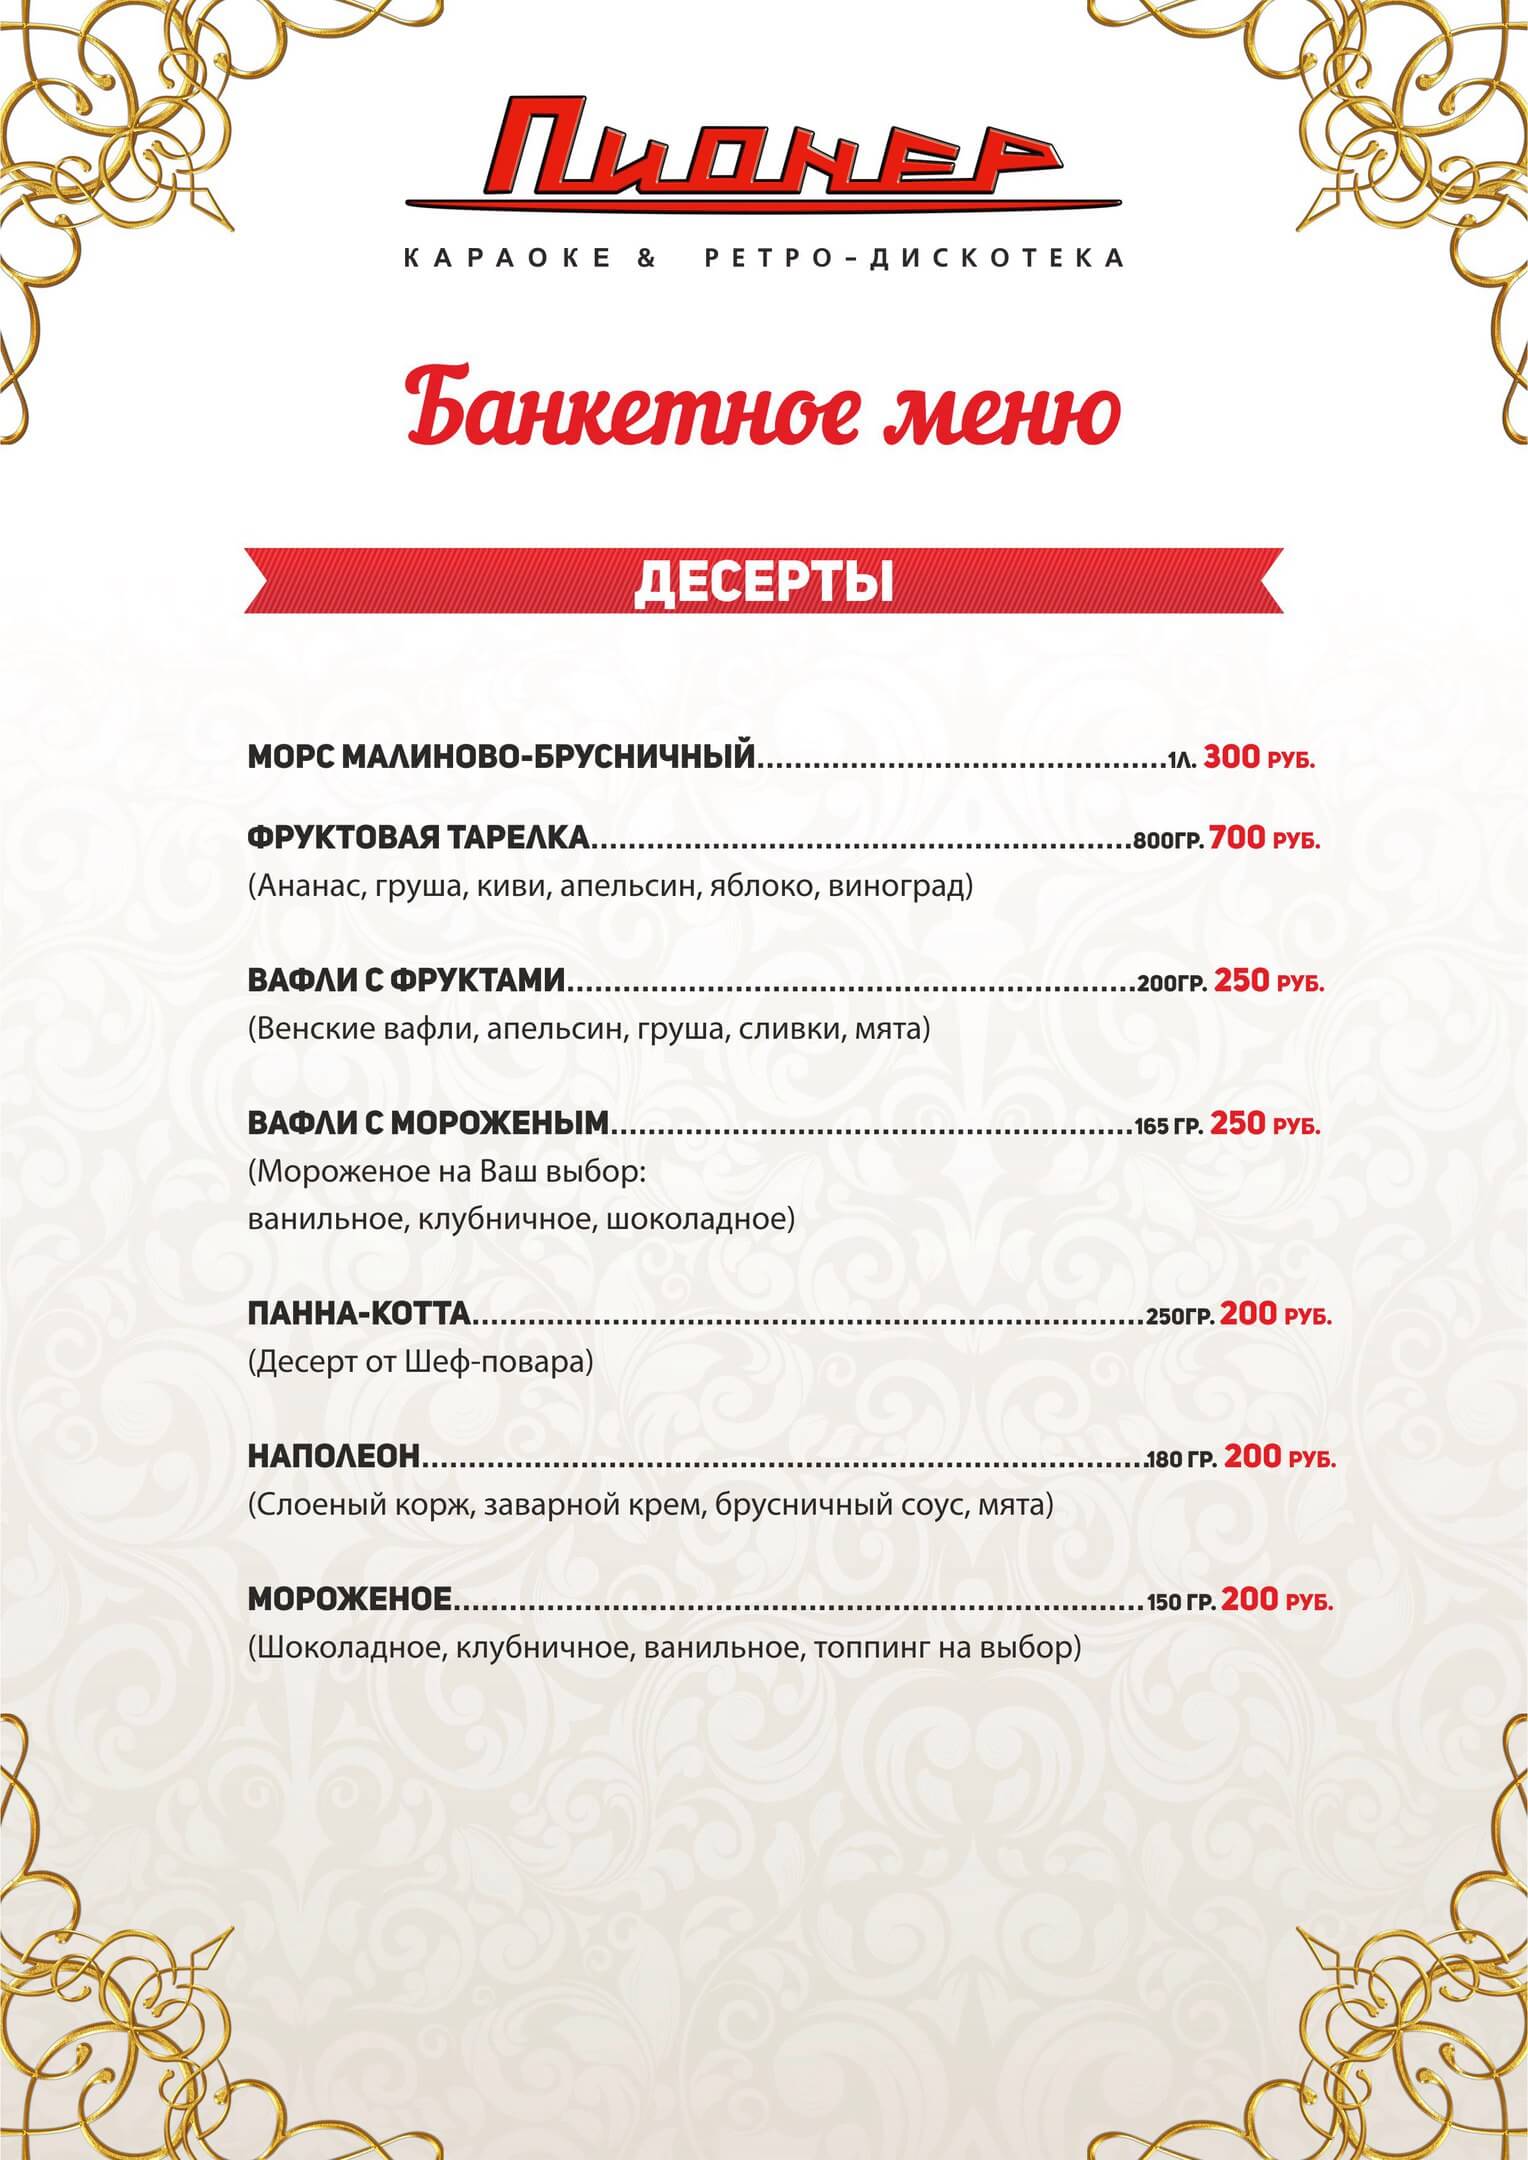 Пионер
КАРАОКЕ & РЕТРО-ДИСКОТЕКА
Банкетное меню
ДЕСЕРТЫ
МОРС МАЛИНОВО-БРУСНИЧНЫЙ............................................1Л. 300 РУБ.
ФРУКТОВАЯ ТАРЕЛКА..........................................................800ГР. 700 РУБ.
(Ананас, груша, киви, апельсин, яблоко, виноград)
ВАФЛИ С ФРУКТАМИ.............................................................200ГР. 250 РУБ.
(Венские вафли, апельсин, груша, сливки, мята)
ВАФЛИ С МОРОЖЕНЫМ........................................................165 ГР. 250 РУБ.
(Мороженое на Ваш выбор:
ванильное, клубничное, шоколадное)
ПАННА-КОТТА........................................................................250ГР. 200 РУБ.
(Десерт от Шеф-повара)
НАПОЛЕОН..............................................................................180 ГР. 200 РУБ.
(Слоеный корж, заварной крем, брусничный соус, мята)
МОРОЖЕНОЕ..........................................................................150 ГР. 200 РУБ.
(Шоколадное, клубничное, ванильное, топпинг на выбор)